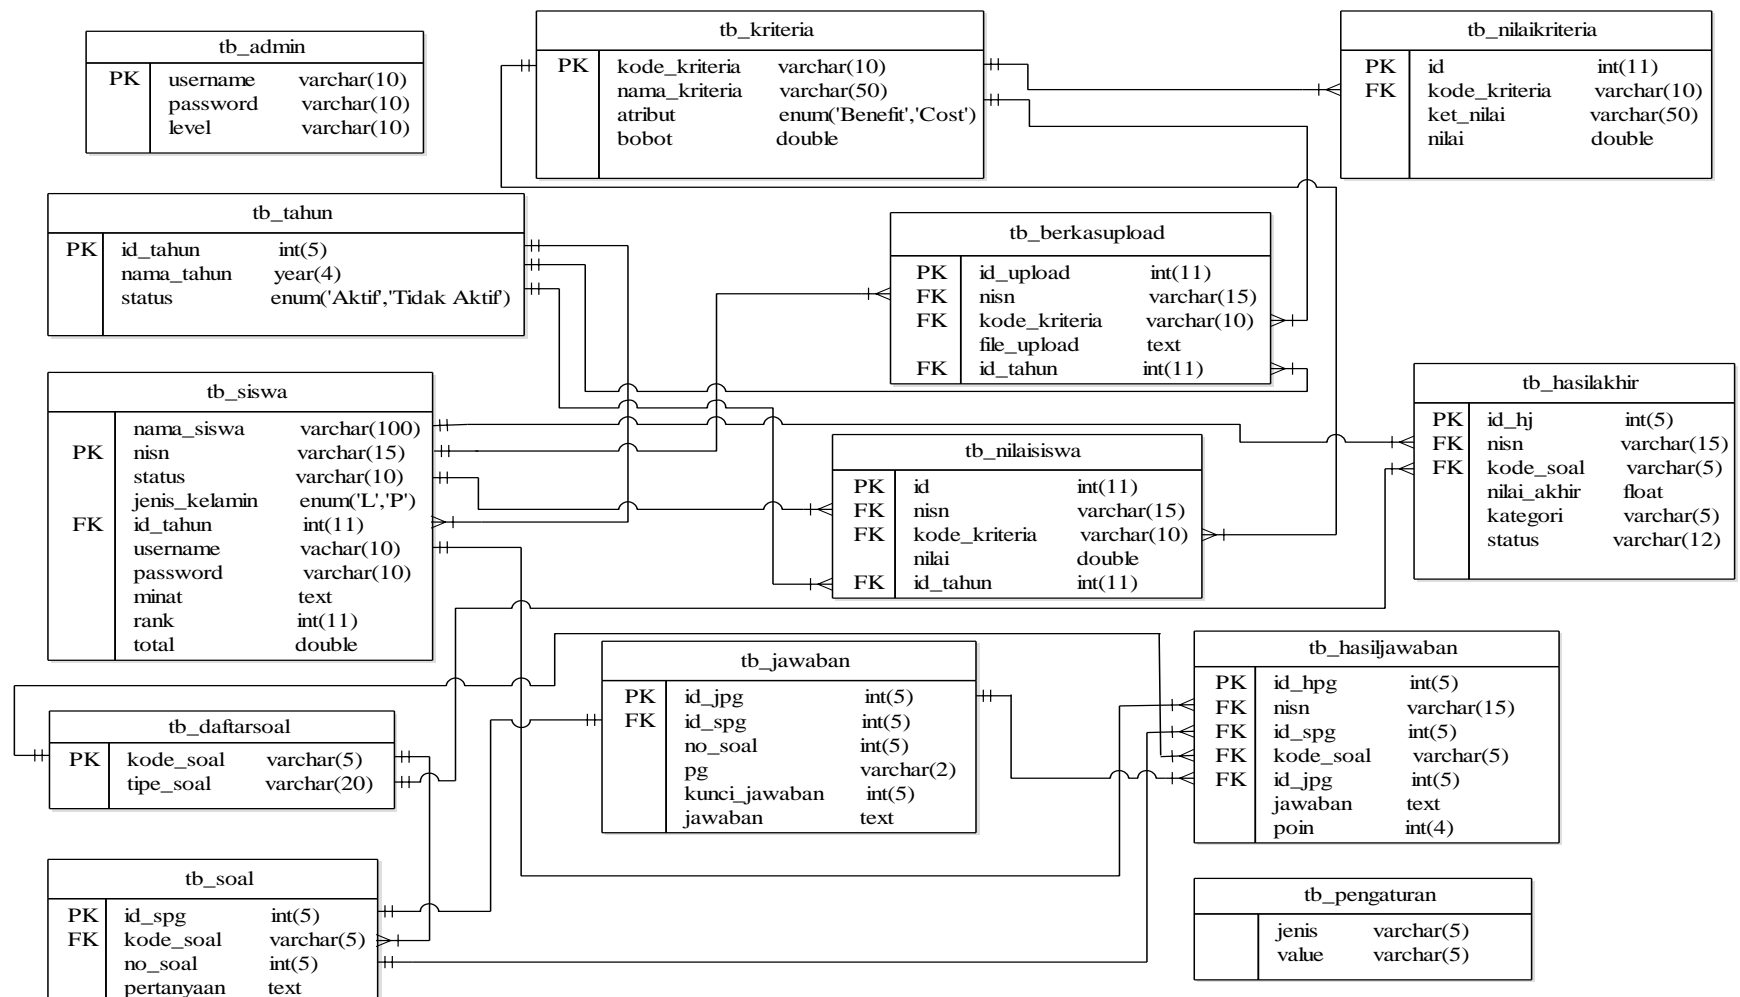 tb_admin
PK username varchar(10)
password varchar(10)
level varchar(10)
tb_kriteria
PK kode_kriteria varchar(10)
nama_kriteria varchar(50)
atribut enum('Benefit','Cost')
bobot double
tb_nilaikriteria
PK id int(11)
FK kode_kriteria varchar(10)
ket_nilai varchar(50)
nilai double
tb_tahun
PK id_tahun int(5)
nama_tahun year(4)
status enum('Aktif','Tidak Aktif')
tb_berkasupload
PK id_upload int(11)
FK nisn varchar(15)
FK kode_kriteria varchar(10)
file_upload text
FK id_tahun int(11)
tb_siswa
nama_siswa varchar(100)
PK nisn varchar(15)
status varchar(10)
jenis_kelamin enum('L','P')
FK id_tahun int(11)
username vachar(10)
password varchar(10)
minat text
rank int(11)
total double
tb_nilaisiswa
PK id int(11)
FK nisn varchar(15)
FK kode_kriteria varchar(10)
nilai double
FK id_tahun int(11)
tb_hasilakhir
PK id_hj int(5)
FK nisn varchar(15)
FK kode_soal varchar(5)
nilai_akhir float
kategori varchar(5)
status varchar(12)
tb_daftarsoal
PK kode_soal varchar(5)
tipe_soal varchar(20)
tb_jawaban
PK id_jpg int(5)
FK id_spg int(5)
no_soal int(5)
pg varchar(2)
kunci_jawaban int(5)
jawaban text
tb_hasiljawaban
PK id_hpg int(5)
FK nisn varchar(15)
FK id_spg int(5)
FK kode_soal varchar(5)
FK id_jpg int(5)
jawaban text
poin int(4)
tb_soal
PK id_spg int(5)
FK kode_soal varchar(5)
no_soal int(5)
pertanyaan text
tb_pengaturan
jenis varchar(5)
value varchar(5)